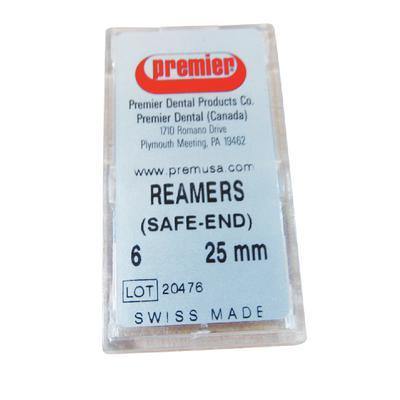 premier®
Premier Dental Products Co.
Premier Dental (Canada)
1710 Romano Drive
Plymouth Meeting, PA 19462
www.premusa.com
REAMERS
(SAFE-END)
6 25 mm
LOT 20476
SWISS MADE